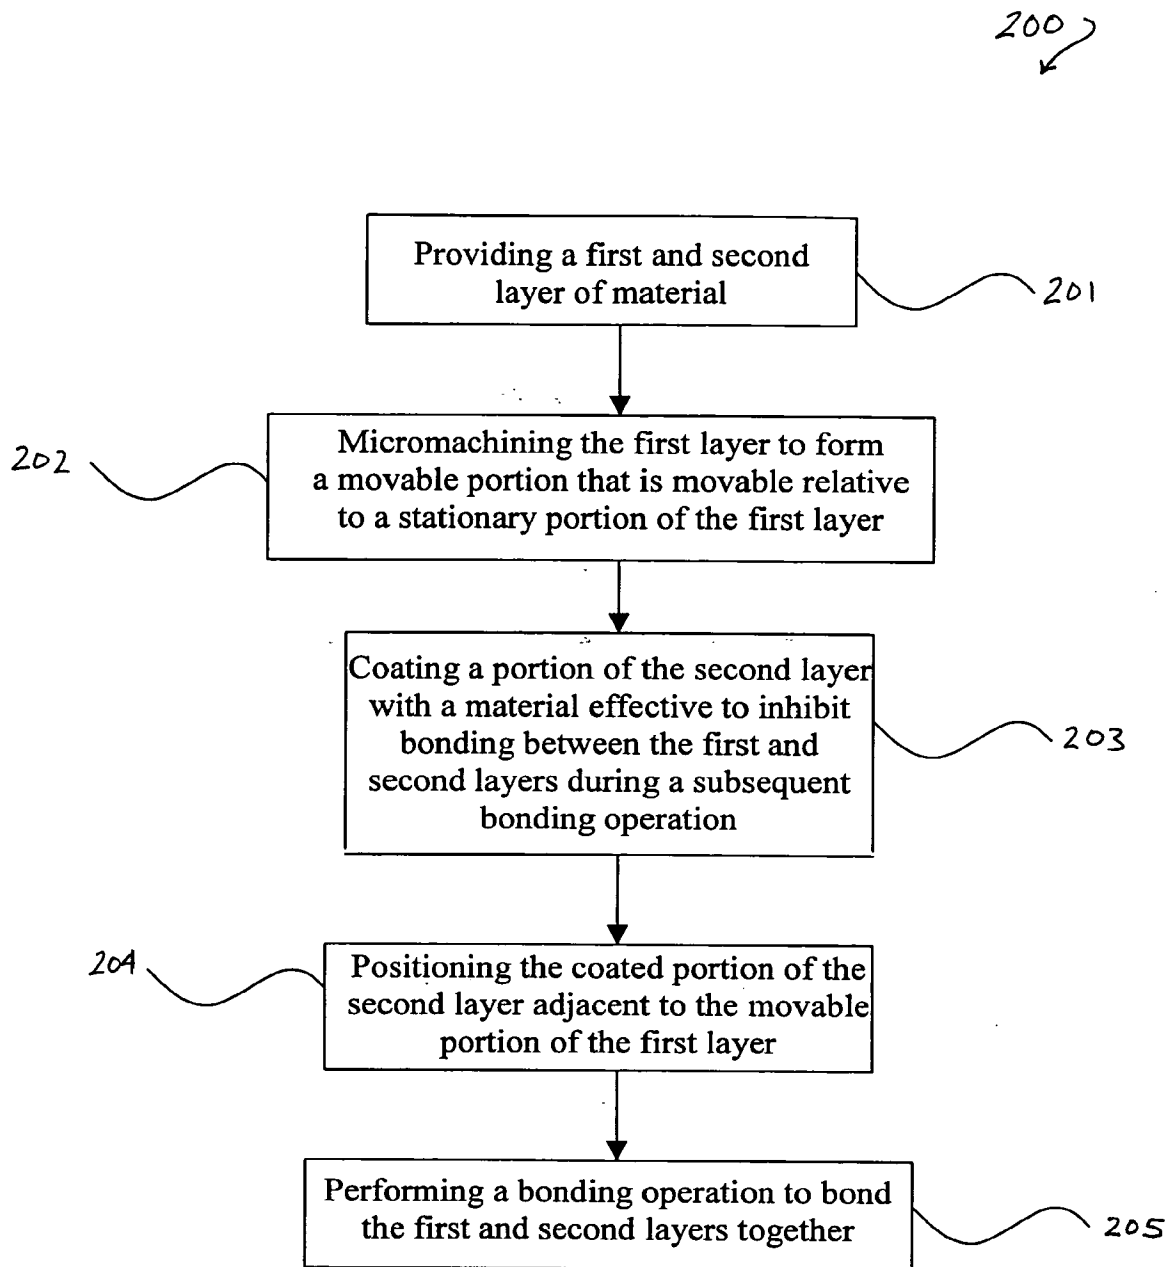 200
Providing a first and second
layer of material
201
Micromachining the first layer to form
a movable portion that is movable relative
to a stationary portion of the first layer
202
Coating a portion of the second layer
with a material effective to inhibit
bonding between the first and
second layers during a subsequent
bonding operation
203
204
Positioning the coated portion of the
second layer adjacent to the movable
portion of the first layer
Performing a bonding operation to bond
the first and second layers together
205